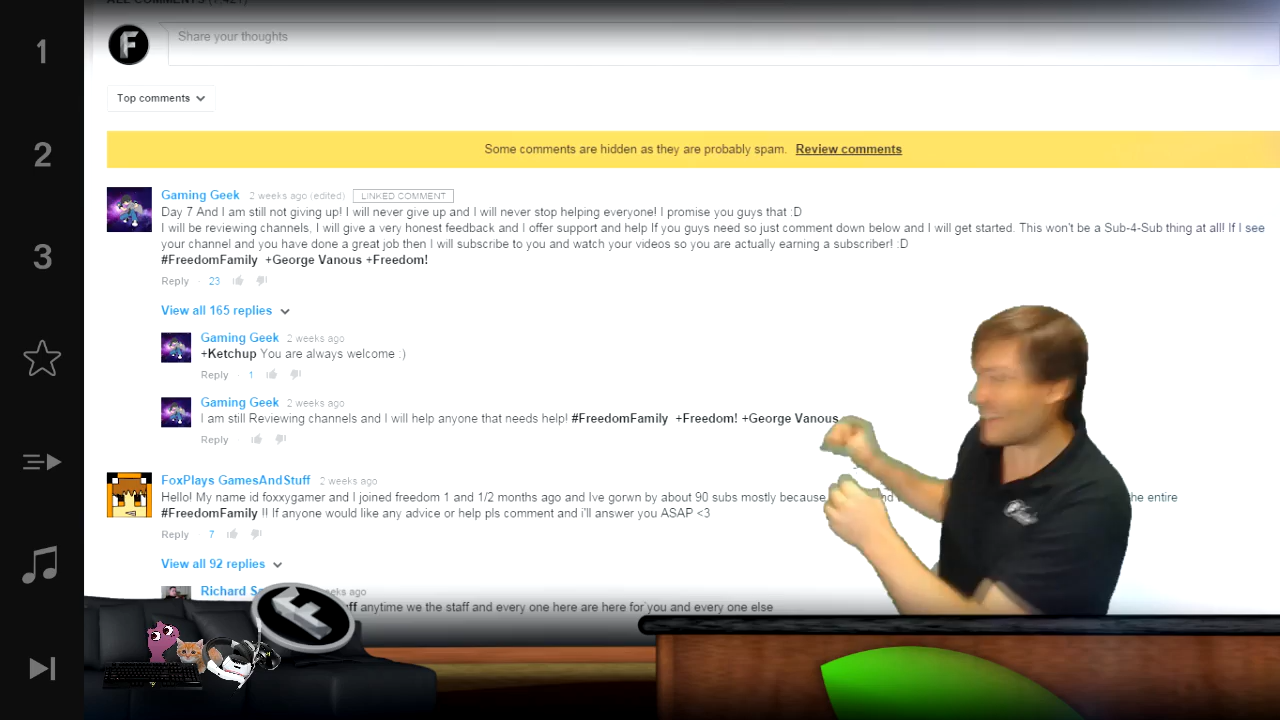 ALL COMMENTS (1,421)
F
Share your thoughts
Top comments
Some comments are hidden as they are probably spam. Review comments
Gaming Geek 2 weeks ago (edited) LINKED COMMENT
Day 7 And I am still not giving up! I will never give up and I will never stop helping everyone! I promise you guys that :D
I will be reviewing channels, I will give a very honest feedback and I offer support and help If you guys need so just comment down below and I will get started. This won't be a Sub-4-Sub thing at all! If I see
your channel and you have done a great job then I will subscribe to you and watch your videos so you are actually earning a subscriber! :D
#FreedomFamily +George Vanous +Freedom!
Reply · 23
View all 165 replies
Gaming Geek 2 weeks ago
+Ketchup You are always welcome :)
Reply · 1
Gaming Geek 2 weeks ago
I am still Reviewing channels and I will help anyone that needs help! #FreedomFamily +Freedom! +George Vanous
Reply
FoxPlays GamesAndStuff 2 weeks ago
Hello! My name id foxxygamer and I joined freedom 1 and 1/2 months ago and Ive gorwn by about 90 subs mostly because the entire
#FreedomFamily !! If anyone would like any advice or help pls comment and i'll answer you ASAP <3
Reply · 7
View all 92 replies
Richard weeks ago
anytime we the staff and every one here are here for you and every one else
F
1
2
3